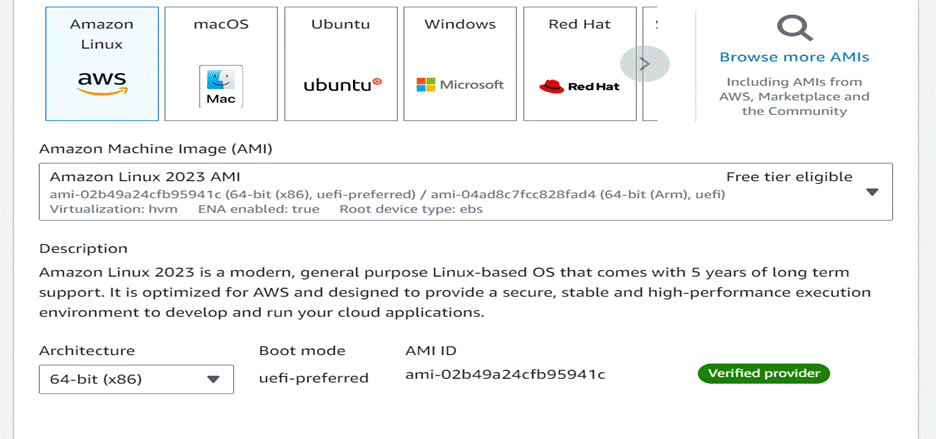 Amazon
Linux
aws
macOS
Mac
Ubuntu
ubuntu
Windows
Microsoft
Red Hat
Red Hat
Browse more AMIs
Including AMIs from
AWS, Marketplace and
the Community
Amazon Machine Image (AMI)
Amazon Linux 2023 AMI
Free tier eligible
ami-02b49a24cfb95941c (64-bit (x86), uefi-preferred) / ami-04ad8c7fcc828fad4 (64-bit (Arm), uefi)
Virtualization: hvm ENA enabled: true Root device type: ebs
Description
Amazon Linux 2023 is a modern, general purpose Linux-based OS that comes with 5 years of long term
support. It is optimized for AWS and designed to provide a secure, stable and high-performance execution
environment to develop and run your cloud applications.
Architecture
Boot mode
AMI ID
64-bit (x86)
uefi-preferred
ami-02b49a24cfb95941c
Verified provider